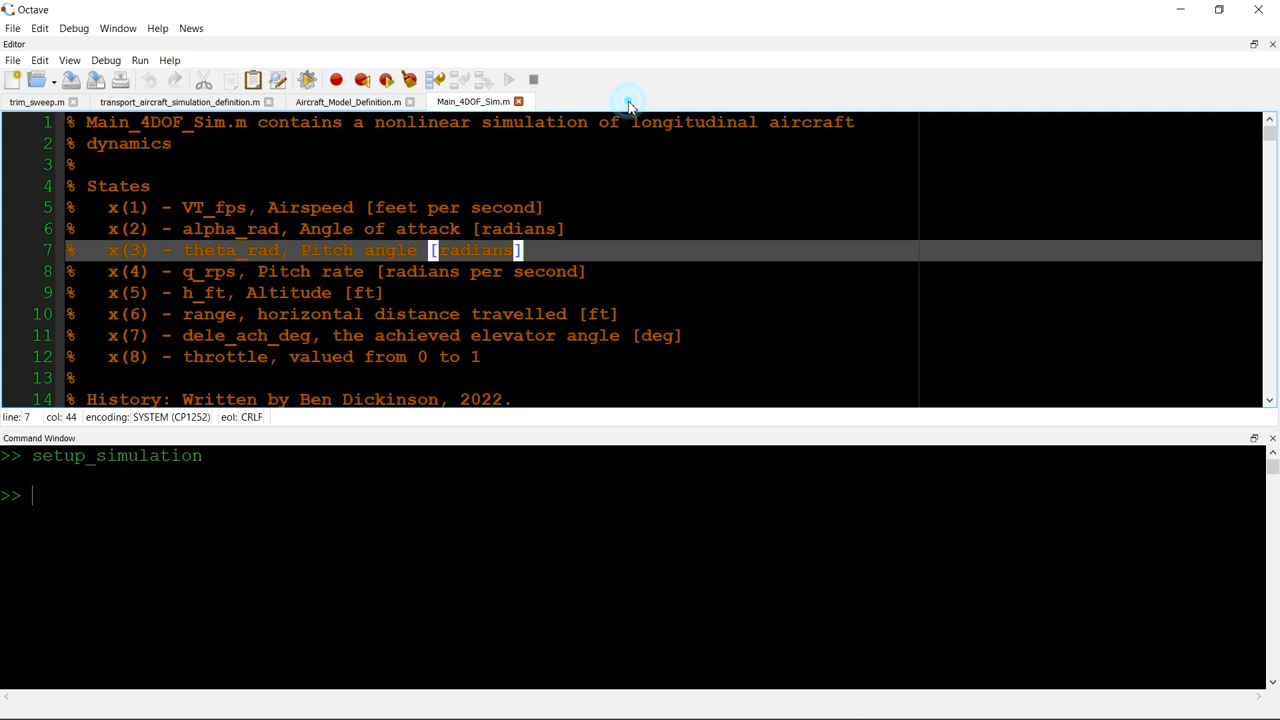 Octave
File Edit Debug Window Help News
Editor
File Edit View Debug Run Help
trim_sweep.m transport_aircraft_simulation_definition.m Aircraft_Model_Definition.m Main_4DOF_Sim.m
1 % Main_4DOF_Sim.m contains a nonlinear simulation of longitudinal aircraft
2 % dynamics
3 %
4 % States
5 % x(1) - VT_fps, Airspeed [feet per second]
6 % x(2) - alpha_rad, Angle of attack [radians]
7 % x(3) - theta_rad, Pitch angle [radians]
8 % x(4) - q_rps, Pitch rate [radians per second]
9 % x(5) - h_ft, Altitude [ft]
10 % x(6) - range, horizontal distance travelled [ft]
11 % x(7) - dele_ach_deg, the achieved elevator angle [deg]
12 % x(8) - throttle, valued from 0 to 1
13 %
14 % History: Written by Ben Dickinson, 2022.
line: 7 col: 44 encoding: SYSTEM (CP1252) eol: CRLF
Command Window
>> setup_simulation
>>